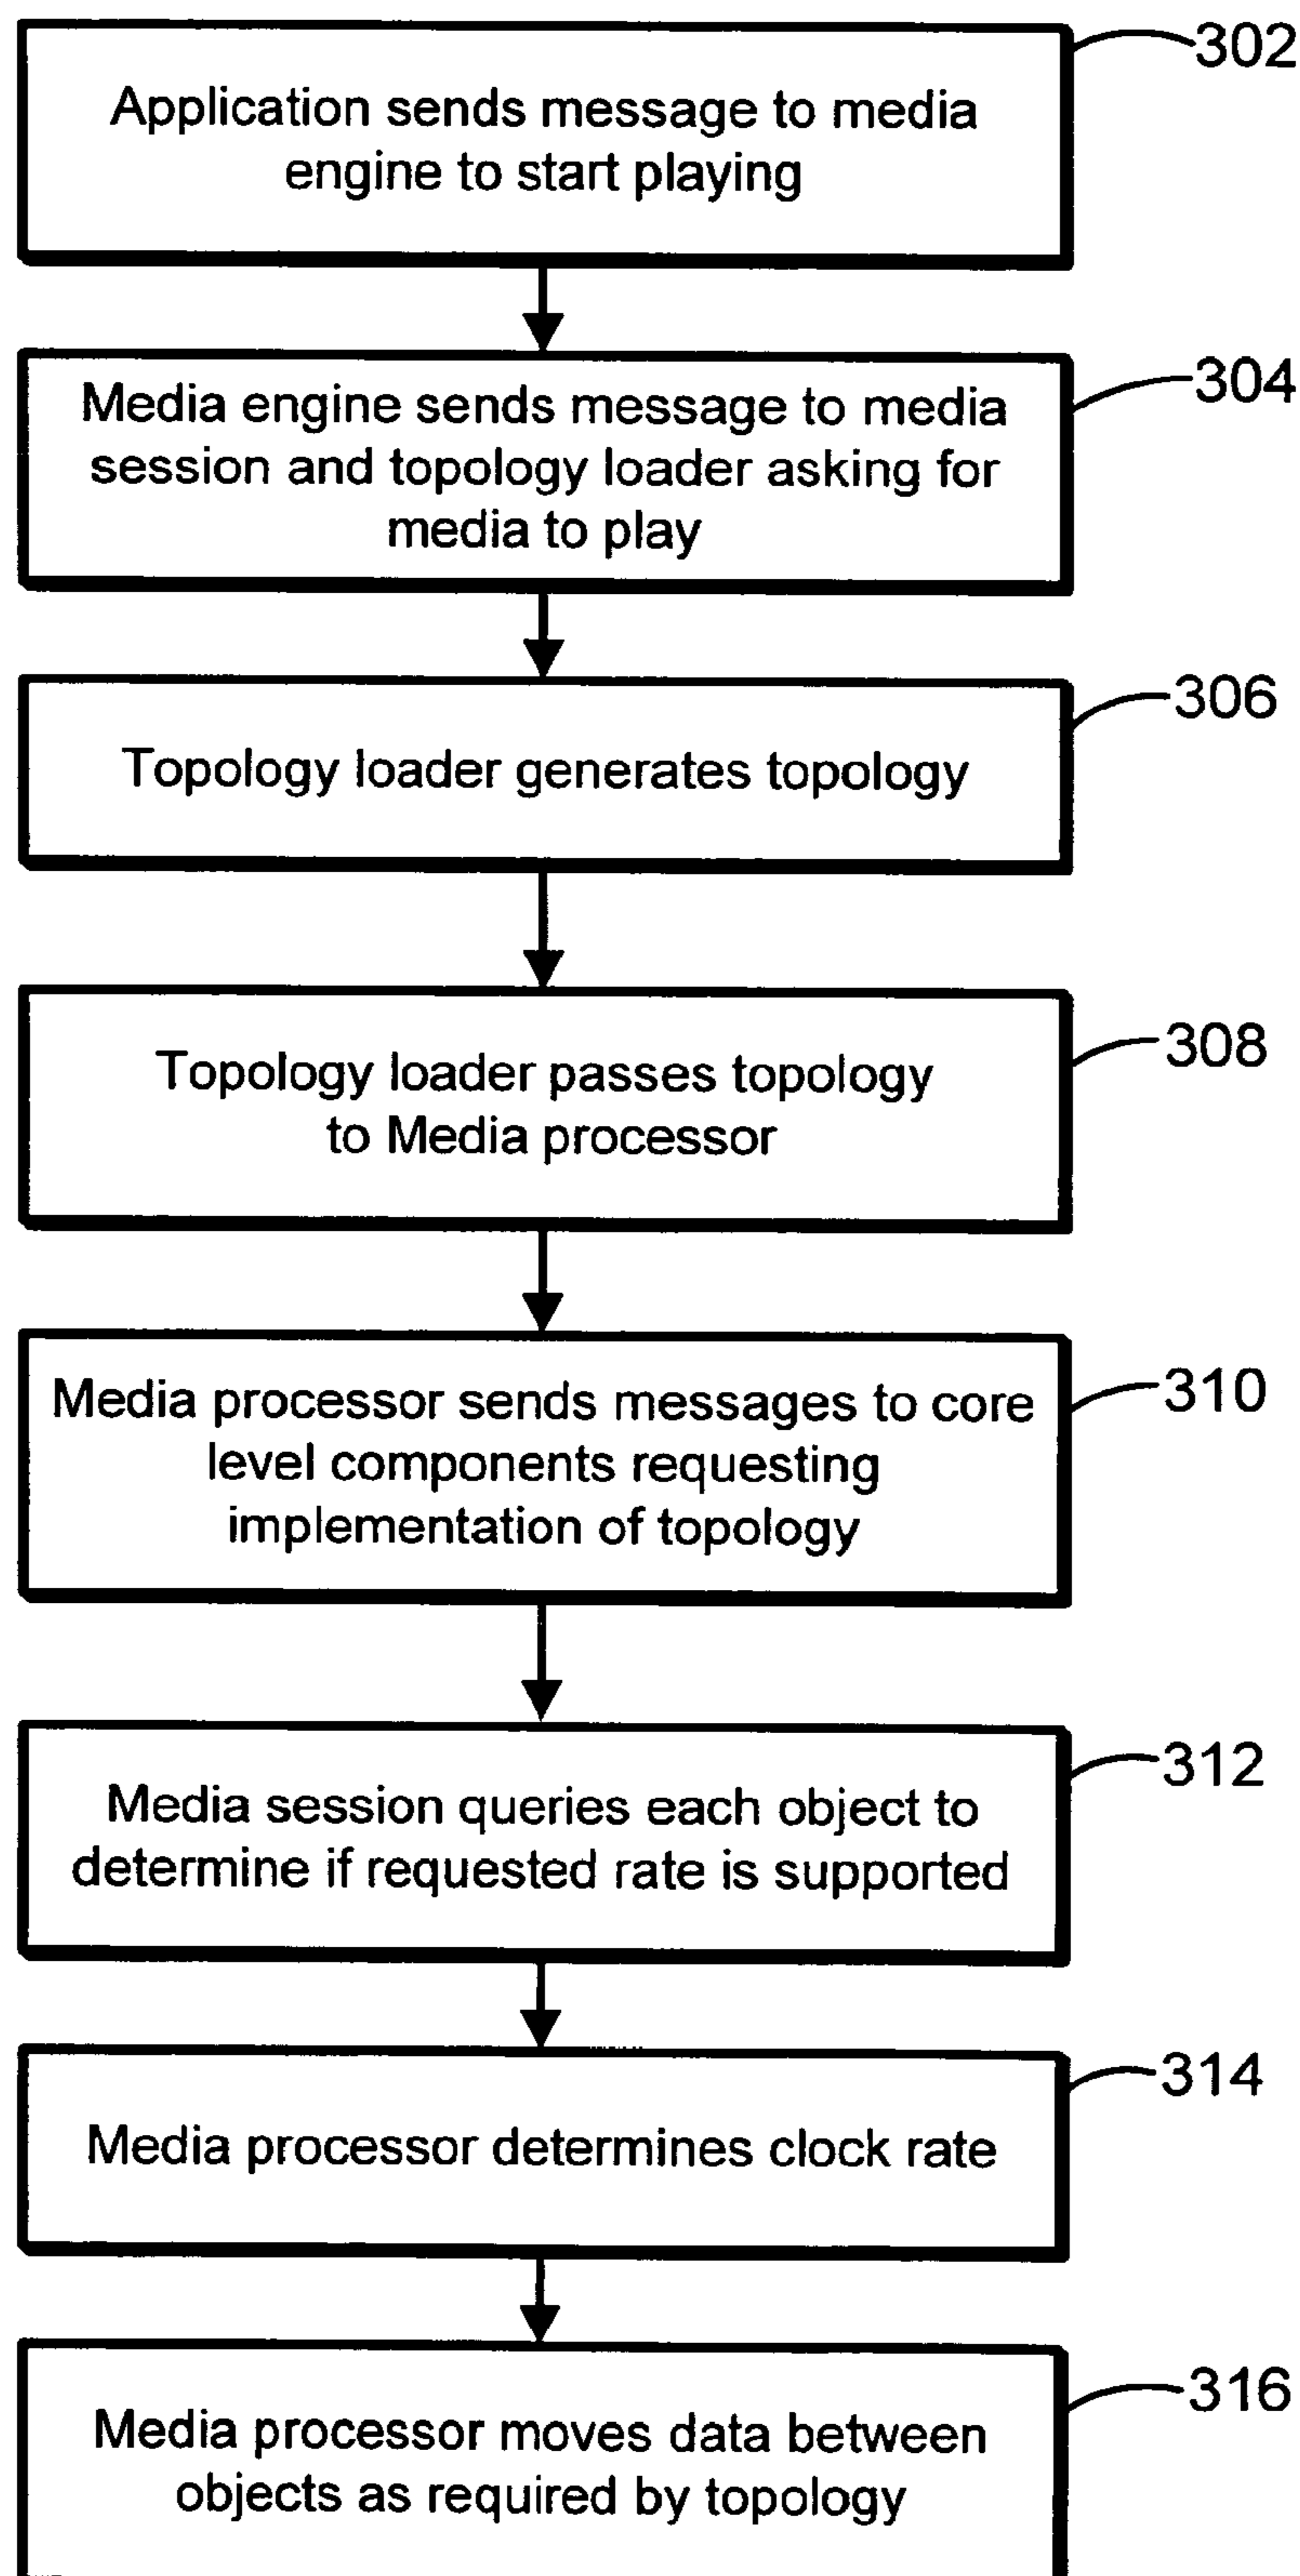 302
Application sends message to media
engine to start playing
304
Media engine sends message to media
session and topology loader asking for
media to play
306
Topology loader generates topology
308
Topology loader passes topology
to Media processor
310
Media processor sends messages to core
level components requesting
implementation of topology
312
Media session queries each object to
determine if requested rate is supported
314
Media processor determines clock rate
316
Media processor moves data between
objects as required by topology